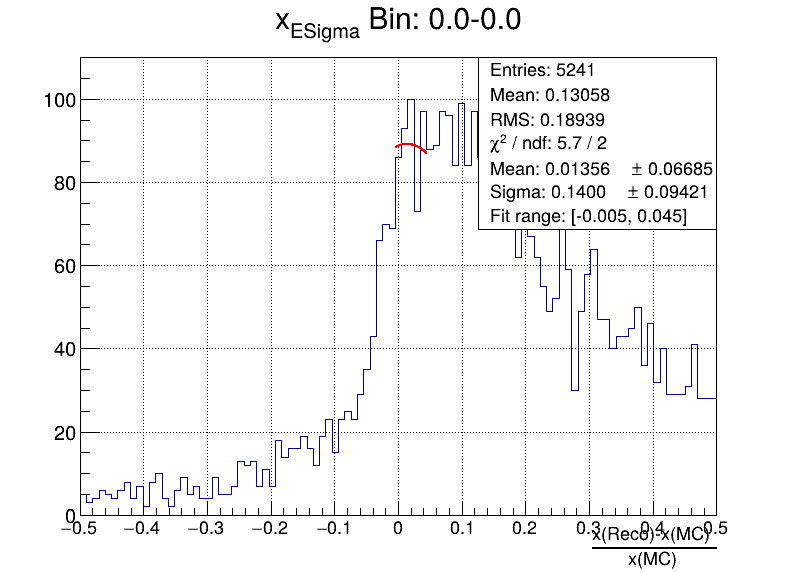 x_ESigma Bin: 0.0-0.0
Entries: 5241
Mean: 0.13058
RMS: 0.18939
χ² / ndf: 5.7 / 2
Mean: 0.01356 ± 0.06685
Sigma: 0.1400 ± 0.09421
Fit range: [-0.005, 0.045]
100
80
60
40
20
0
−0.5 −0.4 −0.3 −0.2 −0.1 0 0.1 0.2 0.3 0.4 0.5
x(Reco)-x(MC)
x(MC)